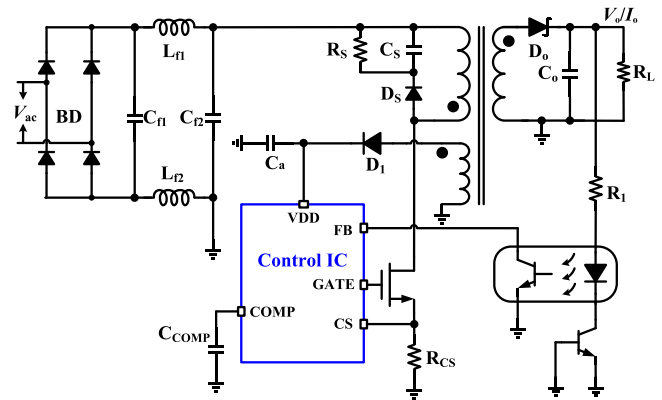 Vo/Io
Lf1
RS
CS
Do
Co
RL
DS
Vac
BD
Cf1
Cf2
Ca
D1
Lf2
R1
VDD
FB
Control IC
GATE
COMP
CS
CCOMP
RCS